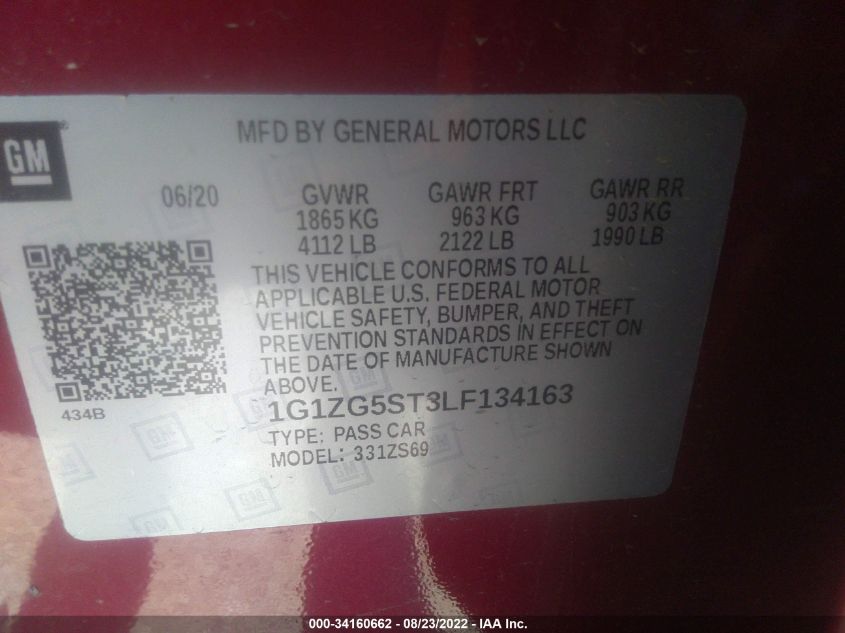 GM
MFD BY GENERAL MOTORS LLC
06/20 GVWR GAWR FRT GAWR RR
1865 KG 963 KG 903 KG
4112 LB 2122 LB 1990 LB
THIS VEHICLE CONFORMS TO ALL
APPLICABLE U.S. FEDERAL MOTOR
VEHICLE SAFETY, BUMPER, AND THEFT
PREVENTION STANDARDS IN EFFECT ON
THE DATE OF MANUFACTURE SHOWN
ABOVE.
434B
1G1ZG5ST3LF134163
TYPE: PASS CAR
MODEL: 331ZS69
000-34160662 - 08/23/2022 - IAA Inc.